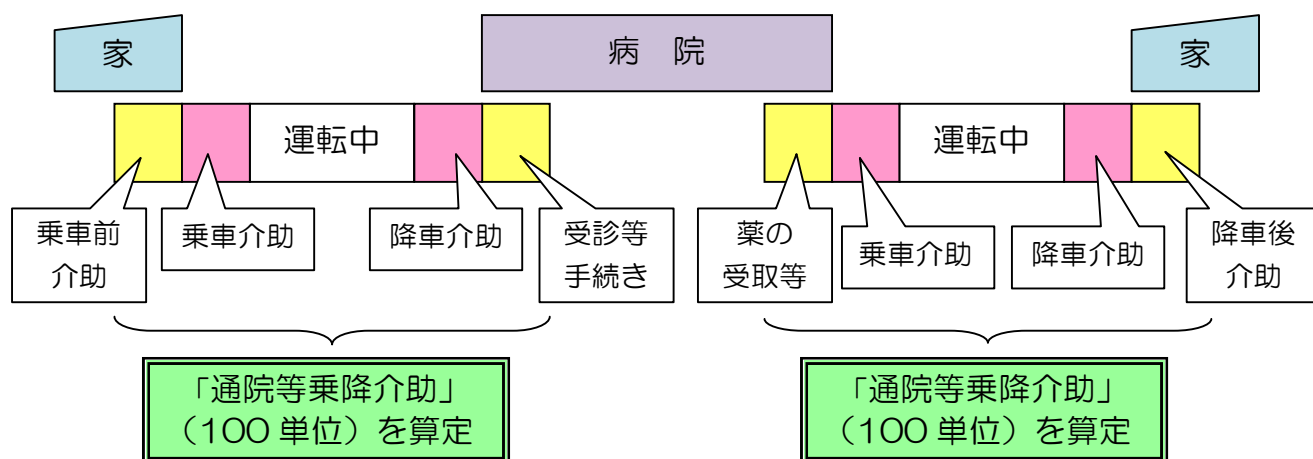 家
病 院
家
運転中
運転中
乗車前
介助
乗車介助
降車介助
受診等
手続き
薬の
受取等
乗車介助
降車介助
降車後
介助
「通院等乗降介助」
（100 単位）を算定
「通院等乗降介助」
（100 単位）を算定